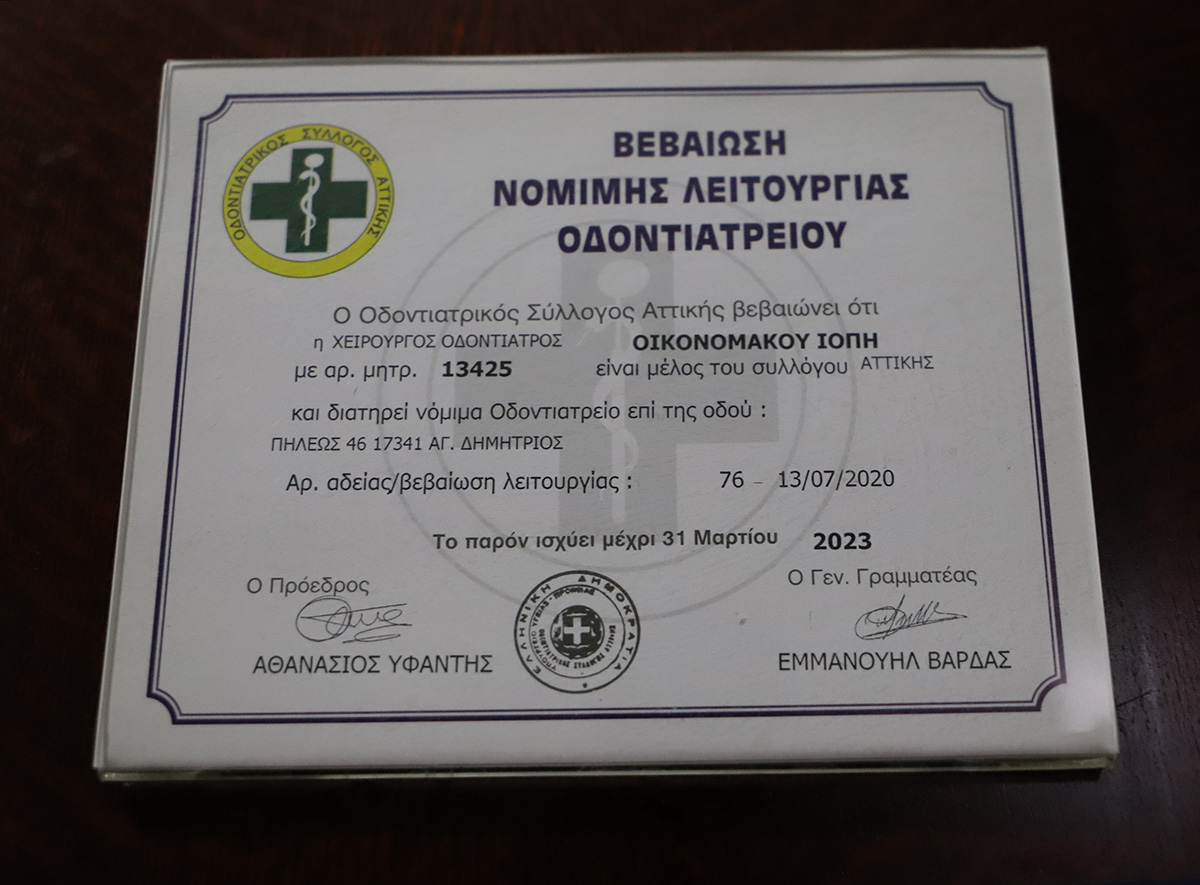 ΟΔΟΝΤΙΑΤΡΙΚΟΣ ΣΥΛΛΟΓΟΣ ΑΤΤΙΚΗΣ
ΒΕΒΑΙΩΣΗ
ΝΟΜΙΜΗΣ ΛΕΙΤΟΥΡΓΙΑΣ
ΟΔΟΝΤΙΑΤΡΕΙΟΥ
Ο Οδοντιατρικός Σύλλογος Αττικής βεβαιώνει ότι
η ΧΕΙΡΟΥΡΓΟΣ ΟΔΟΝΤΙΑΤΡΟΣ ΟΙΚΟΝΟΜΑΚΟΥ ΙΟΠΗ
με αρ. μητρ. 13425 είναι μέλος του συλλόγου ΑΤΤΙΚΗΣ
και διατηρεί νόμιμα Οδοντιατρείο επί της οδού :
ΠΗΛΕΩΣ 46 17341 ΑΓ. ΔΗΜΗΤΡΙΟΣ
Αρ. αδείας/βεβαίωση λειτουργίας : 76 – 13/07/2020
Το παρόν ισχύει μέχρι 31 Μαρτίου 2023
Ο Πρόεδρος
Ο Γεν. Γραμματέας
ΕΛΛΗΝΙΚΗ ΔΗΜΟΚΡΑΤΙΑ
ΑΘΑΝΑΣΙΟΣ ΥΦΑΝΤΗΣ
ΕΜΜΑΝΟΥΗΛ ΒΑΡΔΑΣ